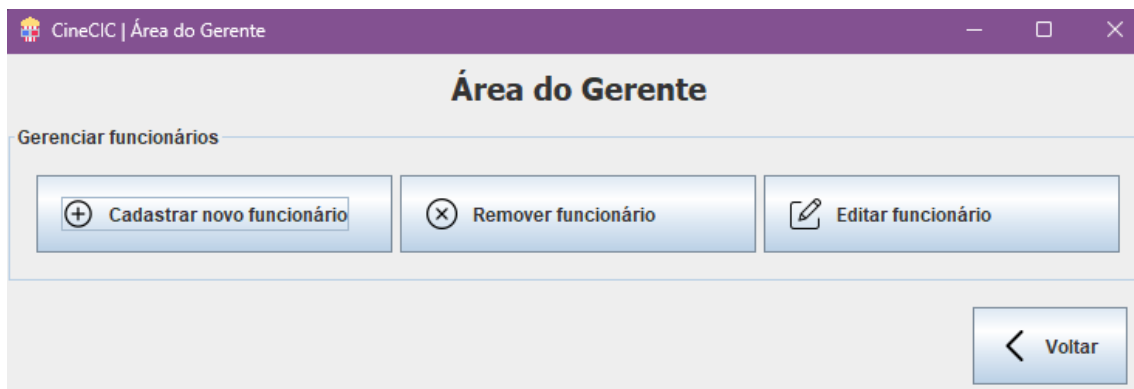 CineCIC | Área do Gerente
Área do Gerente
Gerenciar funcionários
Cadastrar novo funcionário
Remover funcionário
Editar funcionário
Voltar